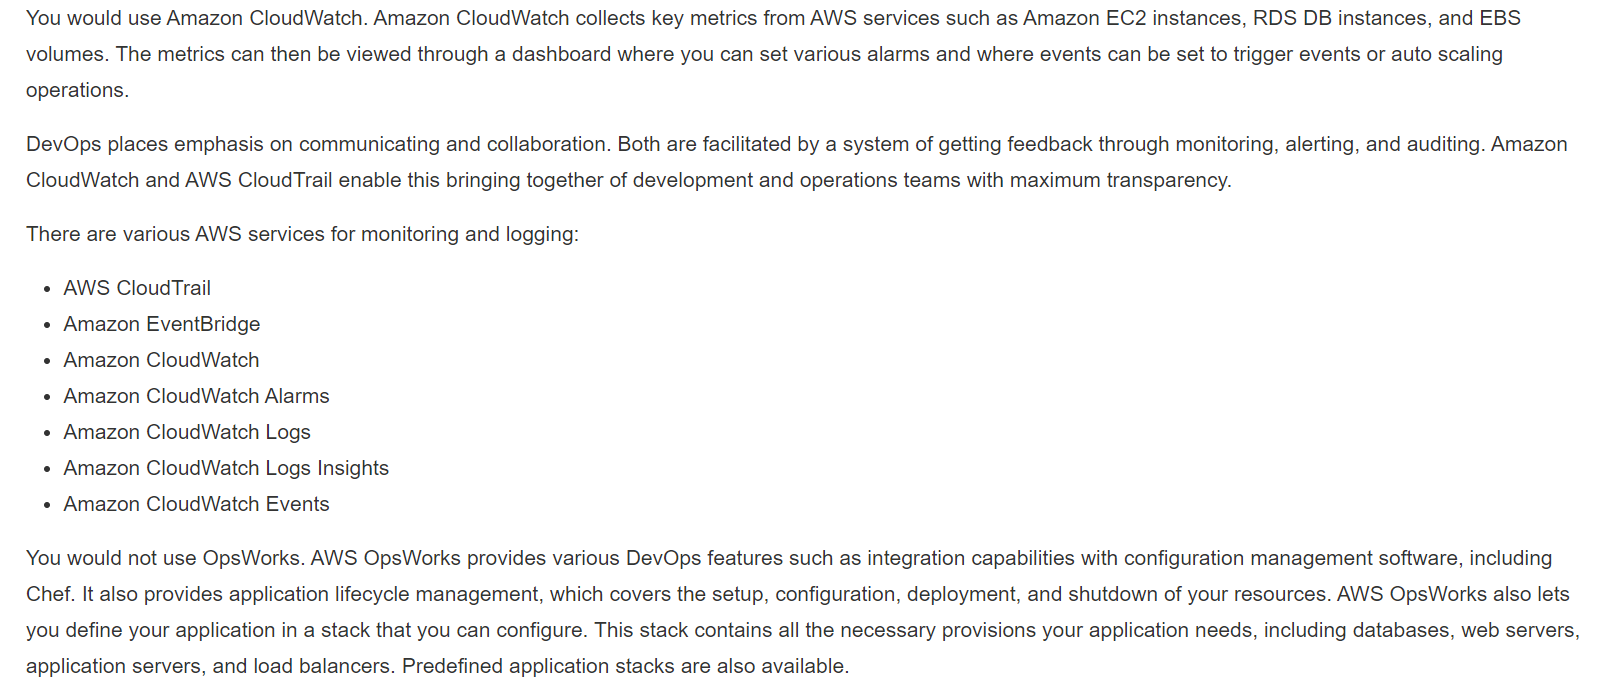 You would use Amazon CloudWatch. Amazon CloudWatch collects key metrics from AWS services such as Amazon EC2 instances, RDS DB instances, and EBS
volumes. The metrics can then be viewed through a dashboard where you can set various alarms and where events can be set to trigger events or auto scaling
operations.
DevOps places emphasis on communicating and collaboration. Both are facilitated by a system of getting feedback through monitoring, alerting, and auditing. Amazon
CloudWatch and AWS CloudTrail enable this bringing together of development and operations teams with maximum transparency.
There are various AWS services for monitoring and logging:
• AWS CloudTrail
• Amazon EventBridge
• Amazon CloudWatch
• Amazon CloudWatch Alarms
• Amazon CloudWatch Logs
• Amazon CloudWatch Logs Insights
• Amazon CloudWatch Events
You would not use OpsWorks. AWS OpsWorks provides various DevOps features such as integration capabilities with configuration management software, including
Chef. It also provides application lifecycle management, which covers the setup, configuration, deployment, and shutdown of your resources. AWS OpsWorks also lets
you define your application in a stack that you can configure. This stack contains all the necessary provisions your application needs, including databases, web servers,
application servers, and load balancers. Predefined application stacks are also available.